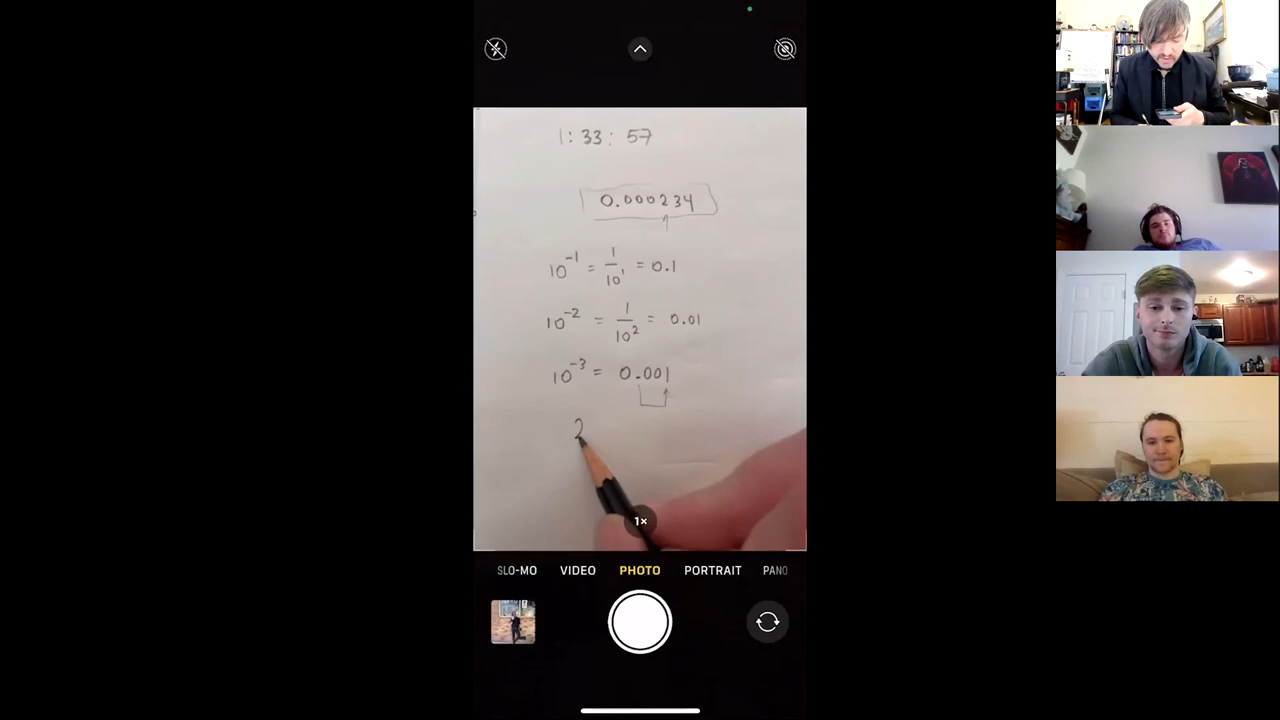 1: 33: 57
0.000234
10⁻¹ = 1/10¹ = 0.1
10⁻² = 1/10² = 0.01
10⁻³ = 0.001
2
1×
SLO-MO VIDEO PHOTO PORTRAIT PANO